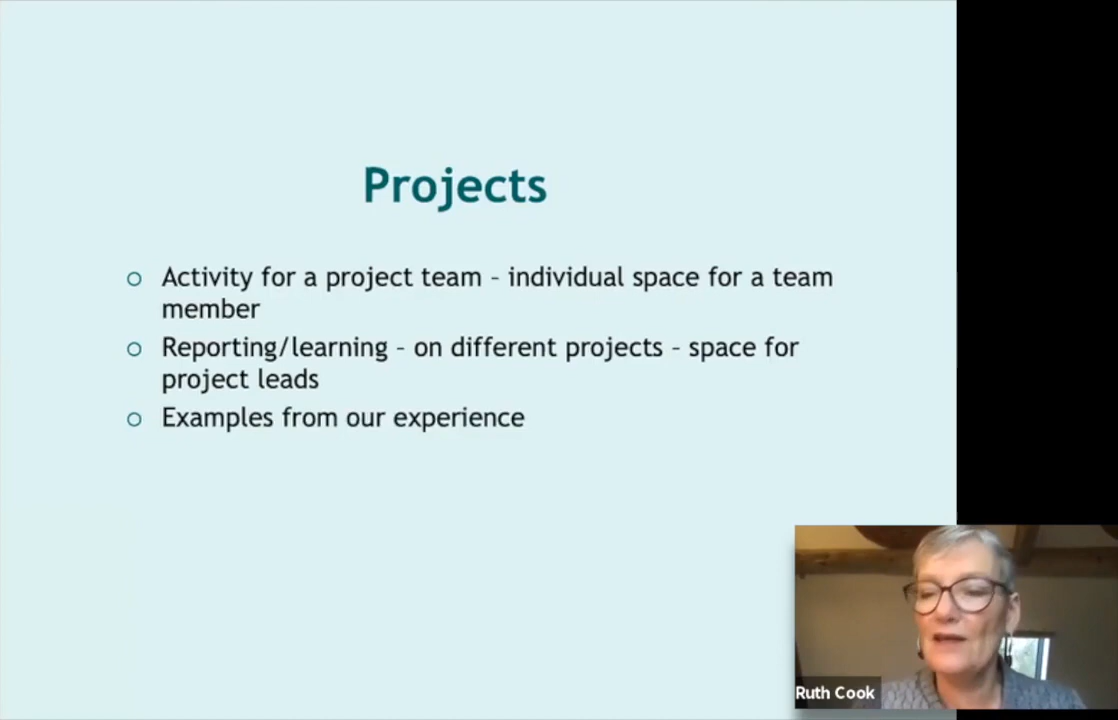 Projects
Activity for a project team – individual space for a team
member
Reporting/learning – on different projects – space for
project leads
Examples from our experience
Ruth Cook